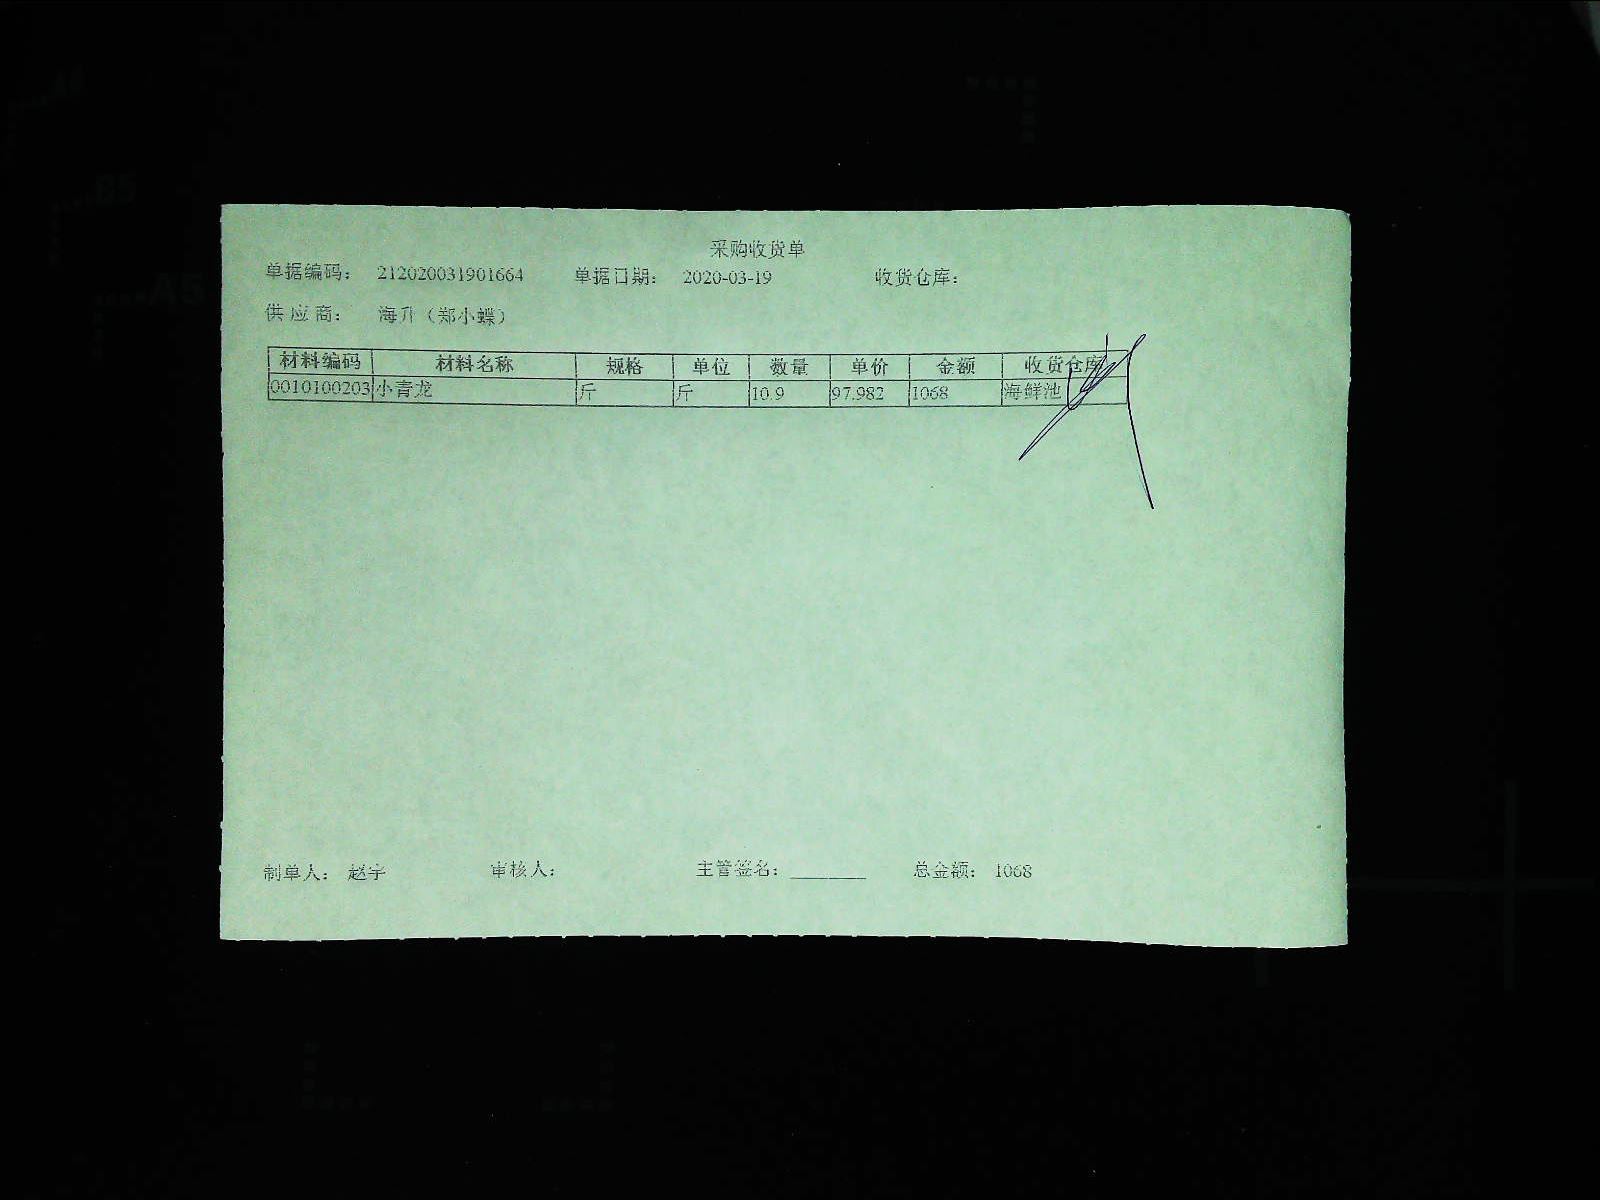 采购收货单
单据编码： 212020031901664 单据日期： 2020-03-19 收货仓库：
供应商： 海升（郑小蝶）
材料编码 材料名称 规格 单位 数量 单价 金额 收货仓库
0010100203 小青龙 斤 斤 10.9 97.982 1068 海鲜池
制单人： 赵宇 审核人： 主管签名： 总金额： 1068